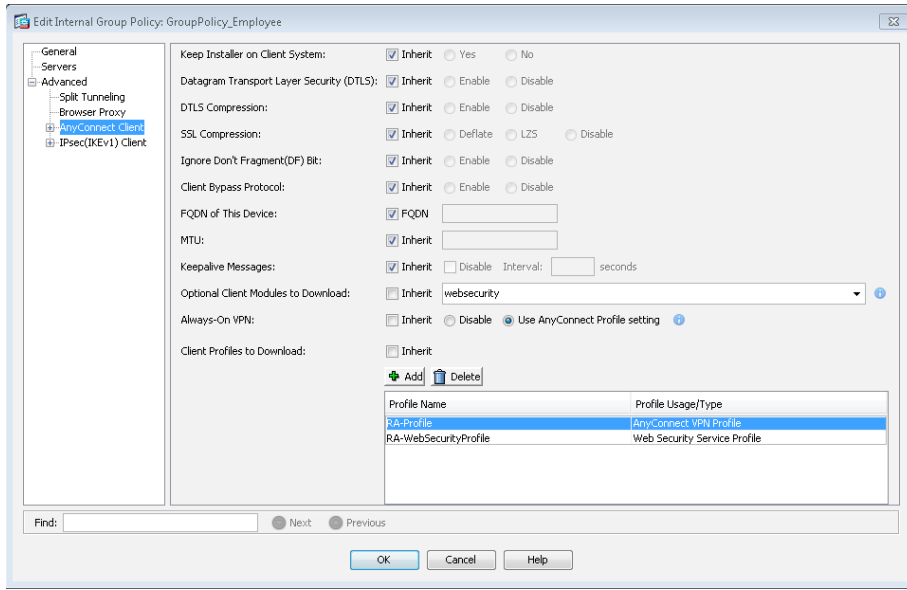 Edit Internal Group Policy: GroupPolicy_Employee
General
Servers
Advanced
Split Tunneling
Browser Proxy
AnyConnect Client
IPsec(IKEv1) Client
Keep Installer on Client System: Inherit Yes No
Datagram Transport Layer Security (DTLS): Inherit Enable Disable
DTLS Compression: Inherit Enable Disable
SSL Compression: Inherit Deflate LZS Disable
Ignore Don't Fragment(DF) Bit: Inherit Enable Disable
Client Bypass Protocol: Inherit Enable Disable
FQDN of This Device: FQDN
MTU: Inherit
Keepalive Messages: Inherit Disable Interval: seconds
Optional Client Modules to Download: Inherit websecurity
Always-On VPN: Inherit Disable Use AnyConnect Profile setting
Client Profiles to Download: Inherit
Add Delete
Profile Name Profile Usage/Type
RA-Profile AnyConnect VPN Profile
RA-WebSecurityProfile Web Security Service Profile
Find: Next Previous
OK Cancel Help